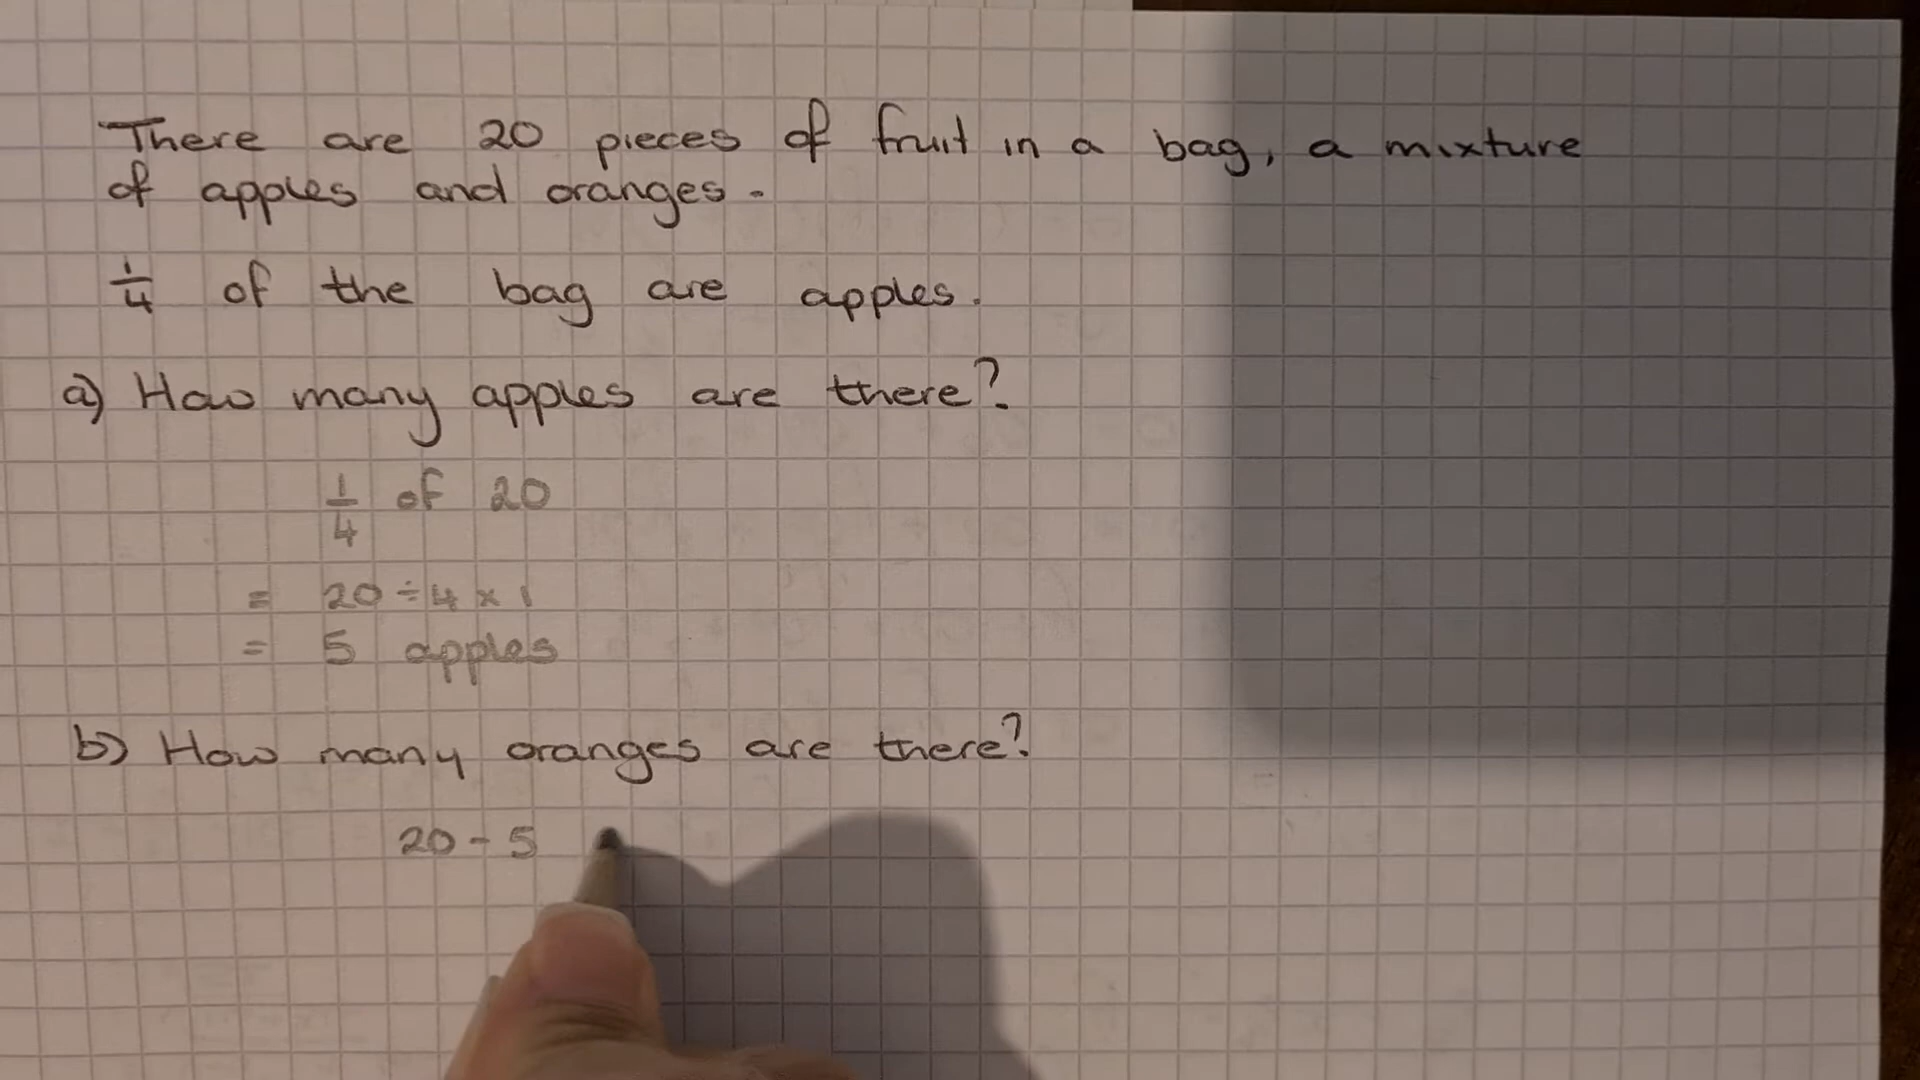 There are 20 pieces of fruit in a bag, a mixture
of apples and oranges.
1/4 of the bag are apples.
a) How many apples are there?
1/4 of 20
= 20 ÷ 4 × 1
= 5 apples
b) How many oranges are there?
20 - 5